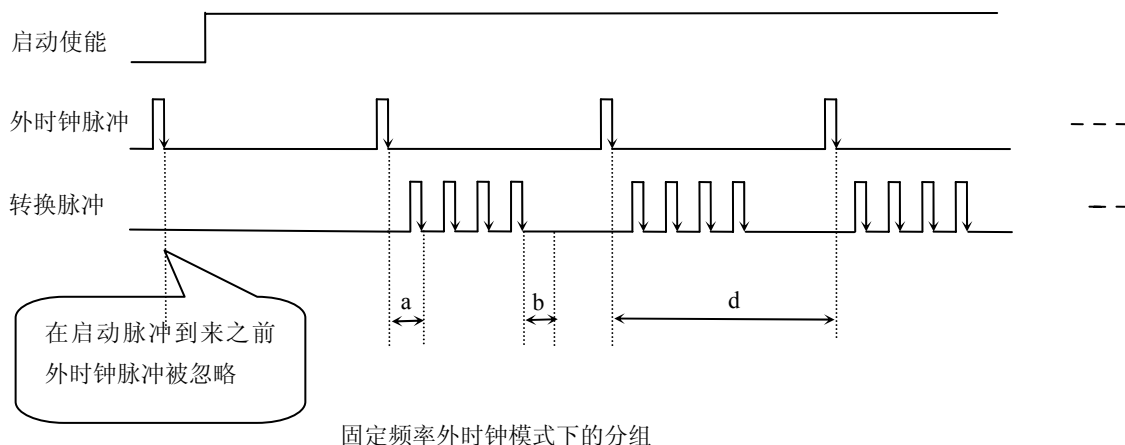 启动使能
外时钟脉冲
转换脉冲
a
b
d
在启动脉冲到来之前
外时钟脉冲被忽略
固定频率外时钟模式下的分组